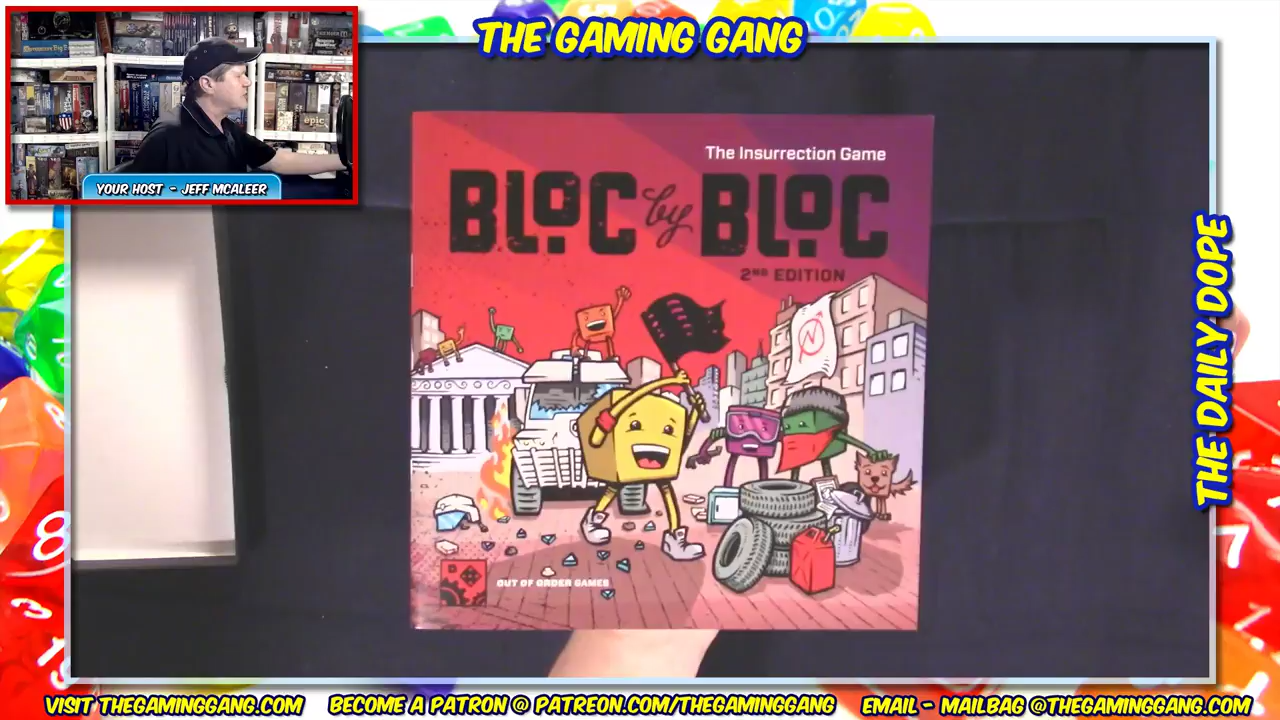 THE GAMING GANG
YOUR HOST - JEFF MCALEER
epic
The Insurrection Game
BLOC by BLOC
2ND EDITION
OUT OF ORDER GAMES
THE DAILY DOPE
VISIT THEGAMINGGANG.COM
BECOME A PATRON @ PATREON.COM/THEGAMINGGANG
EMAIL - MAILBAG @THEGAMINGGANG.COM